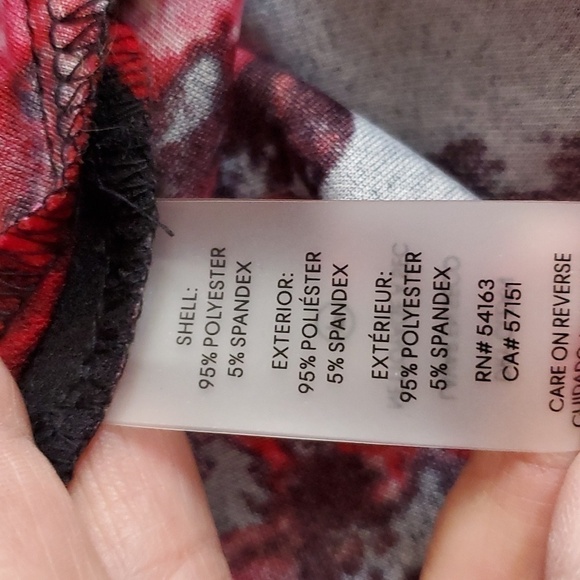 SHELL:
95% POLYESTER
5% SPANDEX
EXTERIOR:
95% POLIÉSTER
5% SPANDEX
EXTÉRIEUR:
95% POLYESTER
5% SPANDEX
RN# 54163
CA# 57151
CARE ON REVERSE